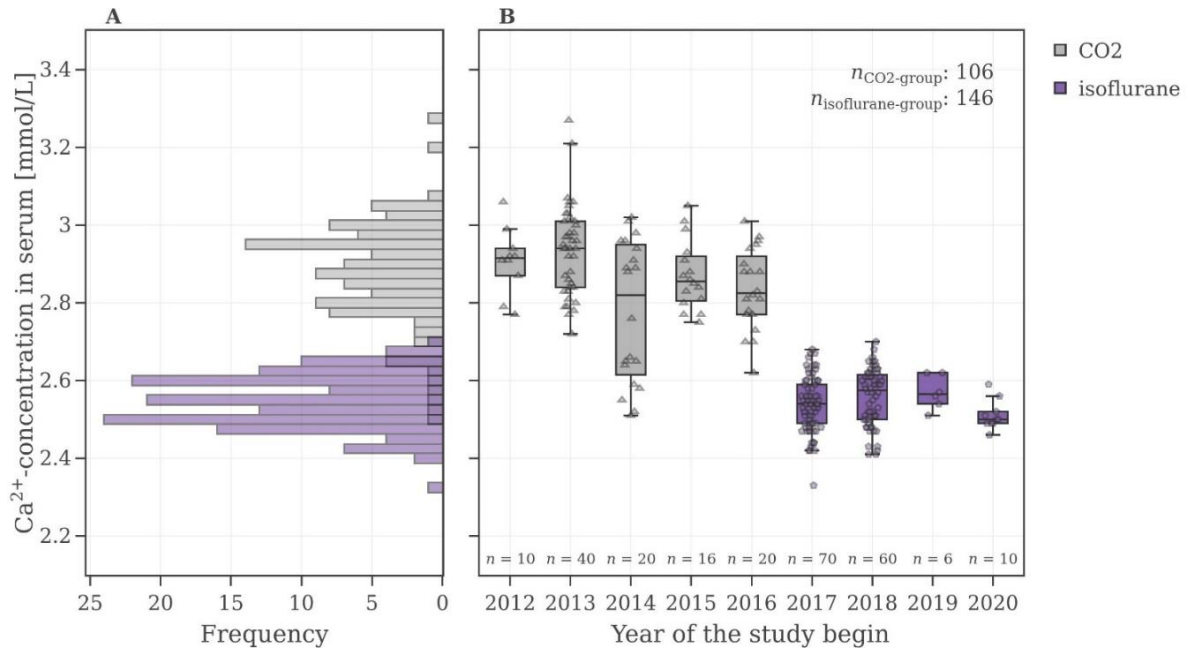 A
B
Ca²⁺-concentration in serum [mmol/L]
3.4
3.2
3
2.8
2.6
2.4
2.2
25 20 15 10 5 0
Frequency
n_CO2-group: 106
n_isoflurane-group: 146
n = 10 n = 40 n = 20 n = 16 n = 20 n = 70 n = 60 n = 6 n = 10
2012 2013 2014 2015 2016 2017 2018 2019 2020
Year of the study begin
CO2
isoflurane